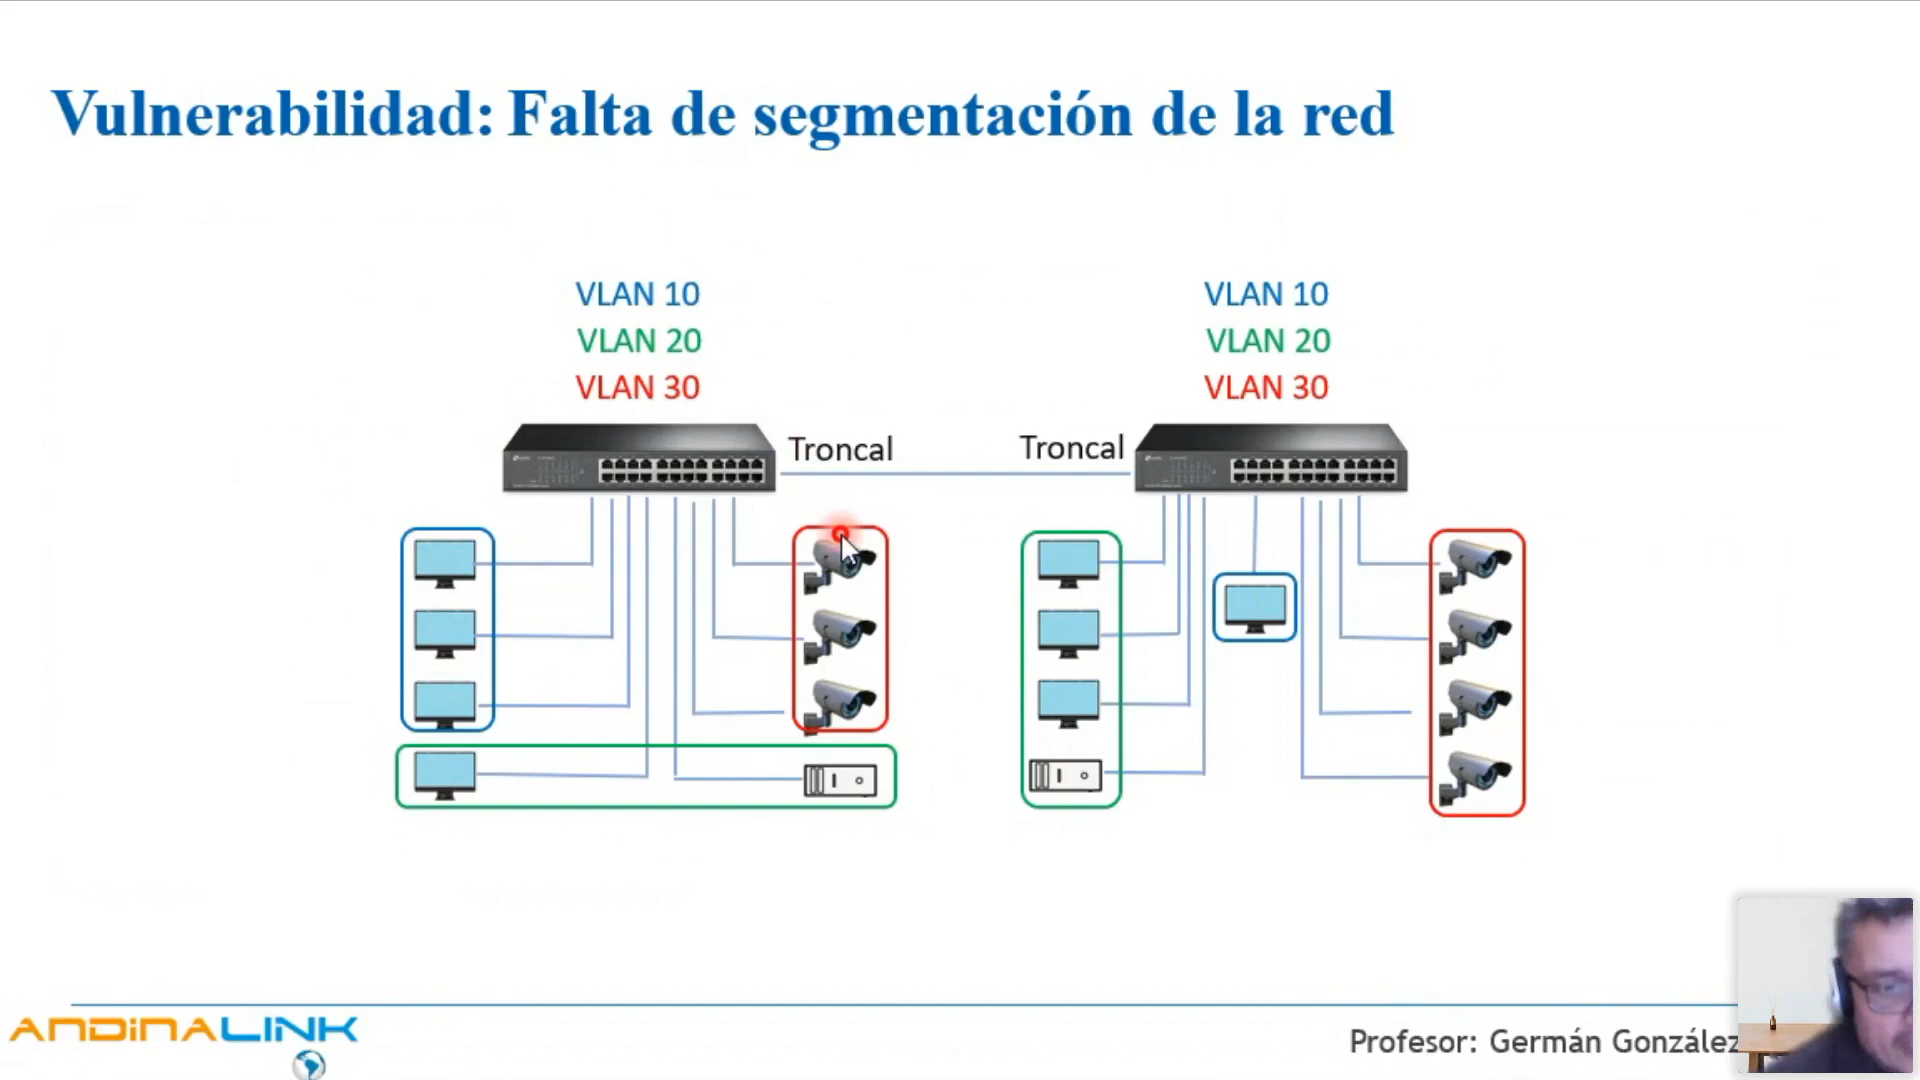 Vulnerabilidad: Falta de segmentación de la red
VLAN 10
VLAN 20
VLAN 30
VLAN 10
VLAN 20
VLAN 30
Troncal
Troncal
ANDINALINK
Profesor: Germán González